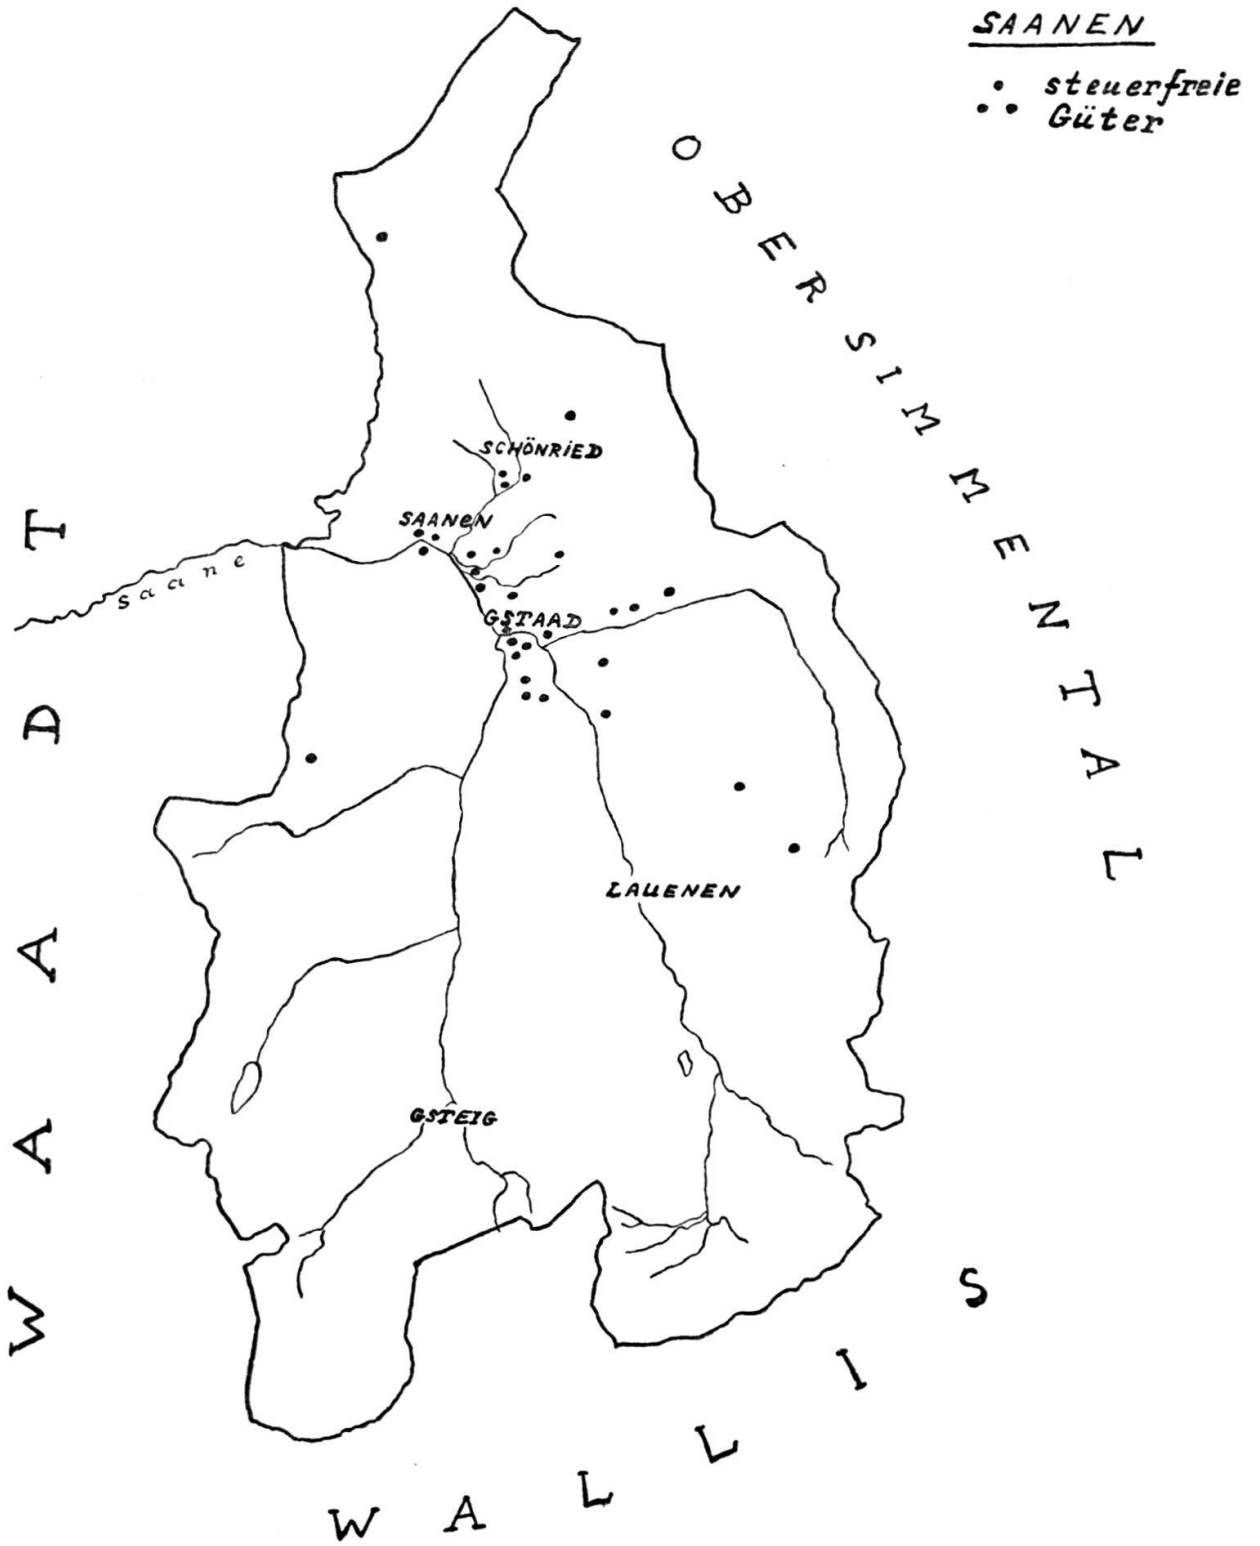 SAANEN
steuerfreie
Güter
OBERSIMMENTAL
SCHÖNRIED
SAANEN
Saane
GSTAAD
WAADT
LAUENEN
GSTEIG
WALLIS